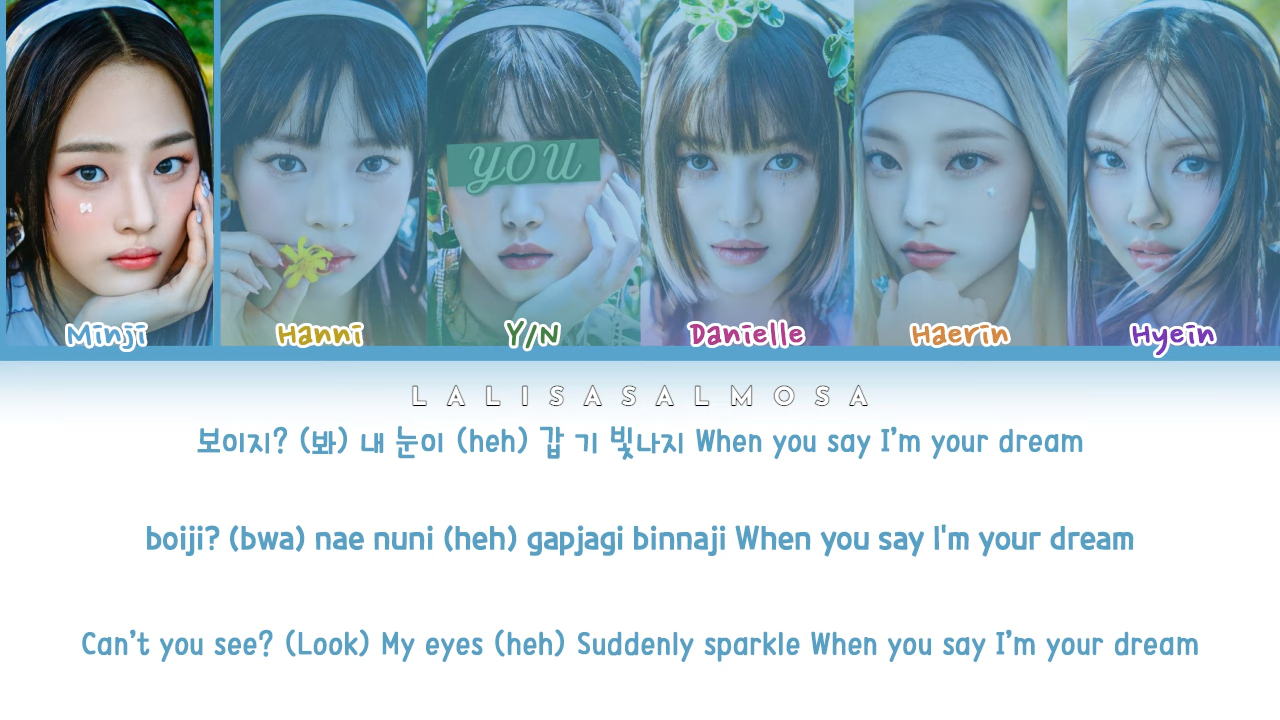 you
Minji Hanni Y/N Danielle Haerin Hyein
LALISASALMOSA
보이지? (봐) 내 눈이 (heh) 갑 기 빛나지 When you say I’m your dream
boiji? (bwa) nae nuni (heh) gapjagi binnaji When you say I'm your dream
Can’t you see? (Look) My eyes (heh) Suddenly sparkle When you say I’m your dream